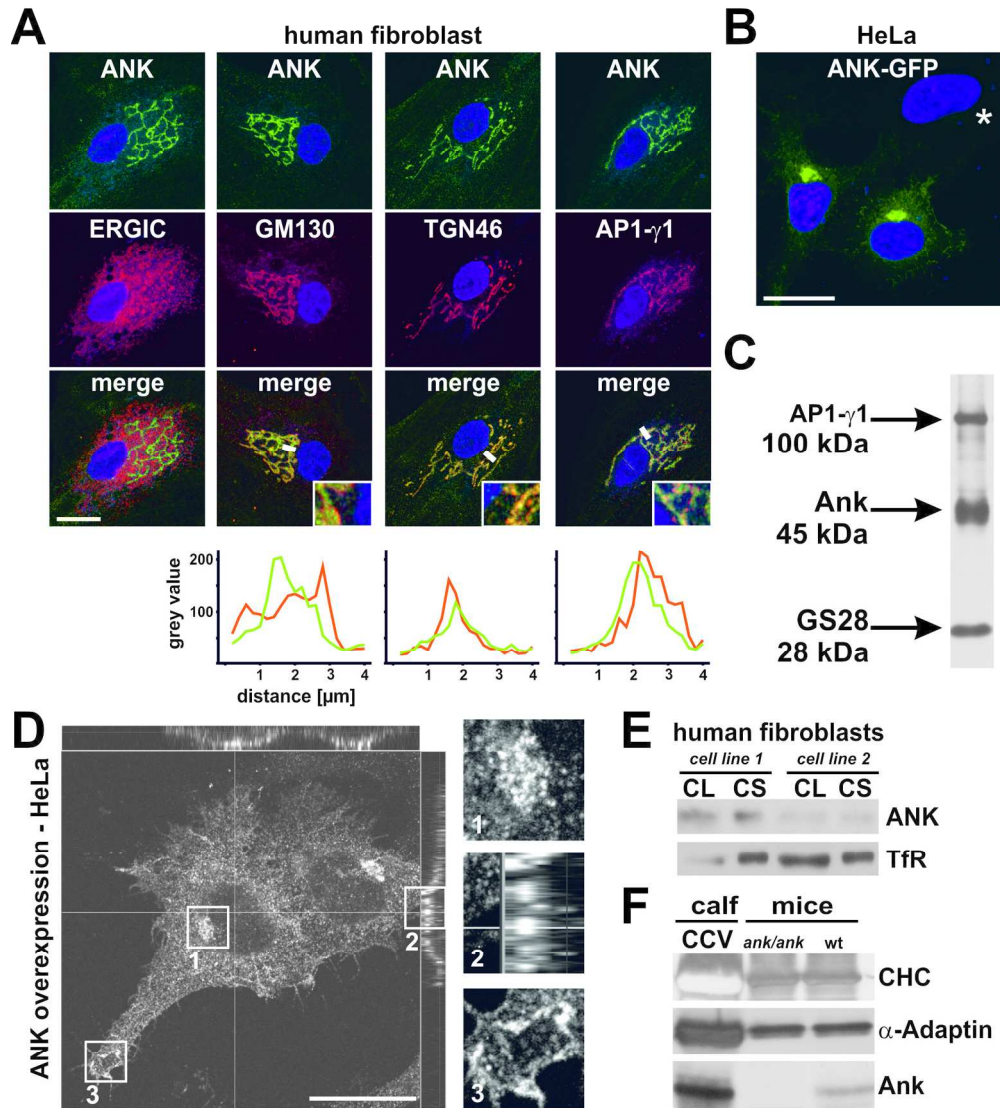 A
human fibroblast
ANK ANK ANK ANK
ERGIC GM130 TGN46 AP1-γ1
merge merge merge merge
grey value
200
100
1 2 3 4 1 2 3 4 1 2 3 4
distance [µm]
B
HeLa
ANK-GFP
*
C
AP1-γ1
100 kDa
Ank
45 kDa
GS28
28 kDa
D
ANK overexpression - HeLa
1
2
3
1
2
3
E
human fibroblasts
cell line 1 cell line 2
CL CS CL CS
ANK
TfR
F
calf mice
CCV ank/ank wt
CHC
α-Adaptin
Ank